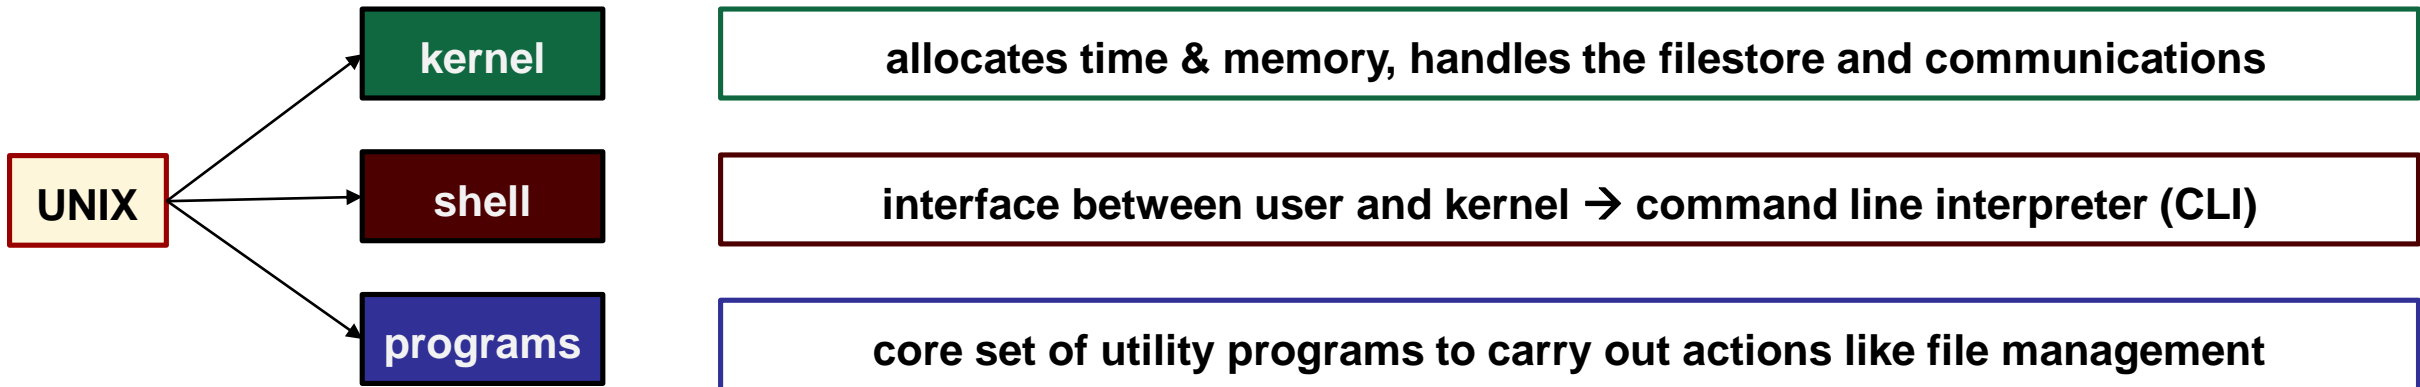 kernel
allocates time & memory, handles the filestore and communications
UNIX
shell
interface between user and kernel → command line interpreter (CLI)
programs
core set of utility programs to carry out actions like file management